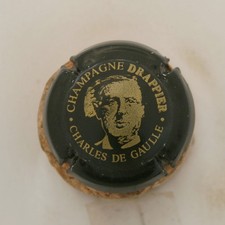 • CHAMPAGNE DRAPPIER •
CHARLES DE GAULLE